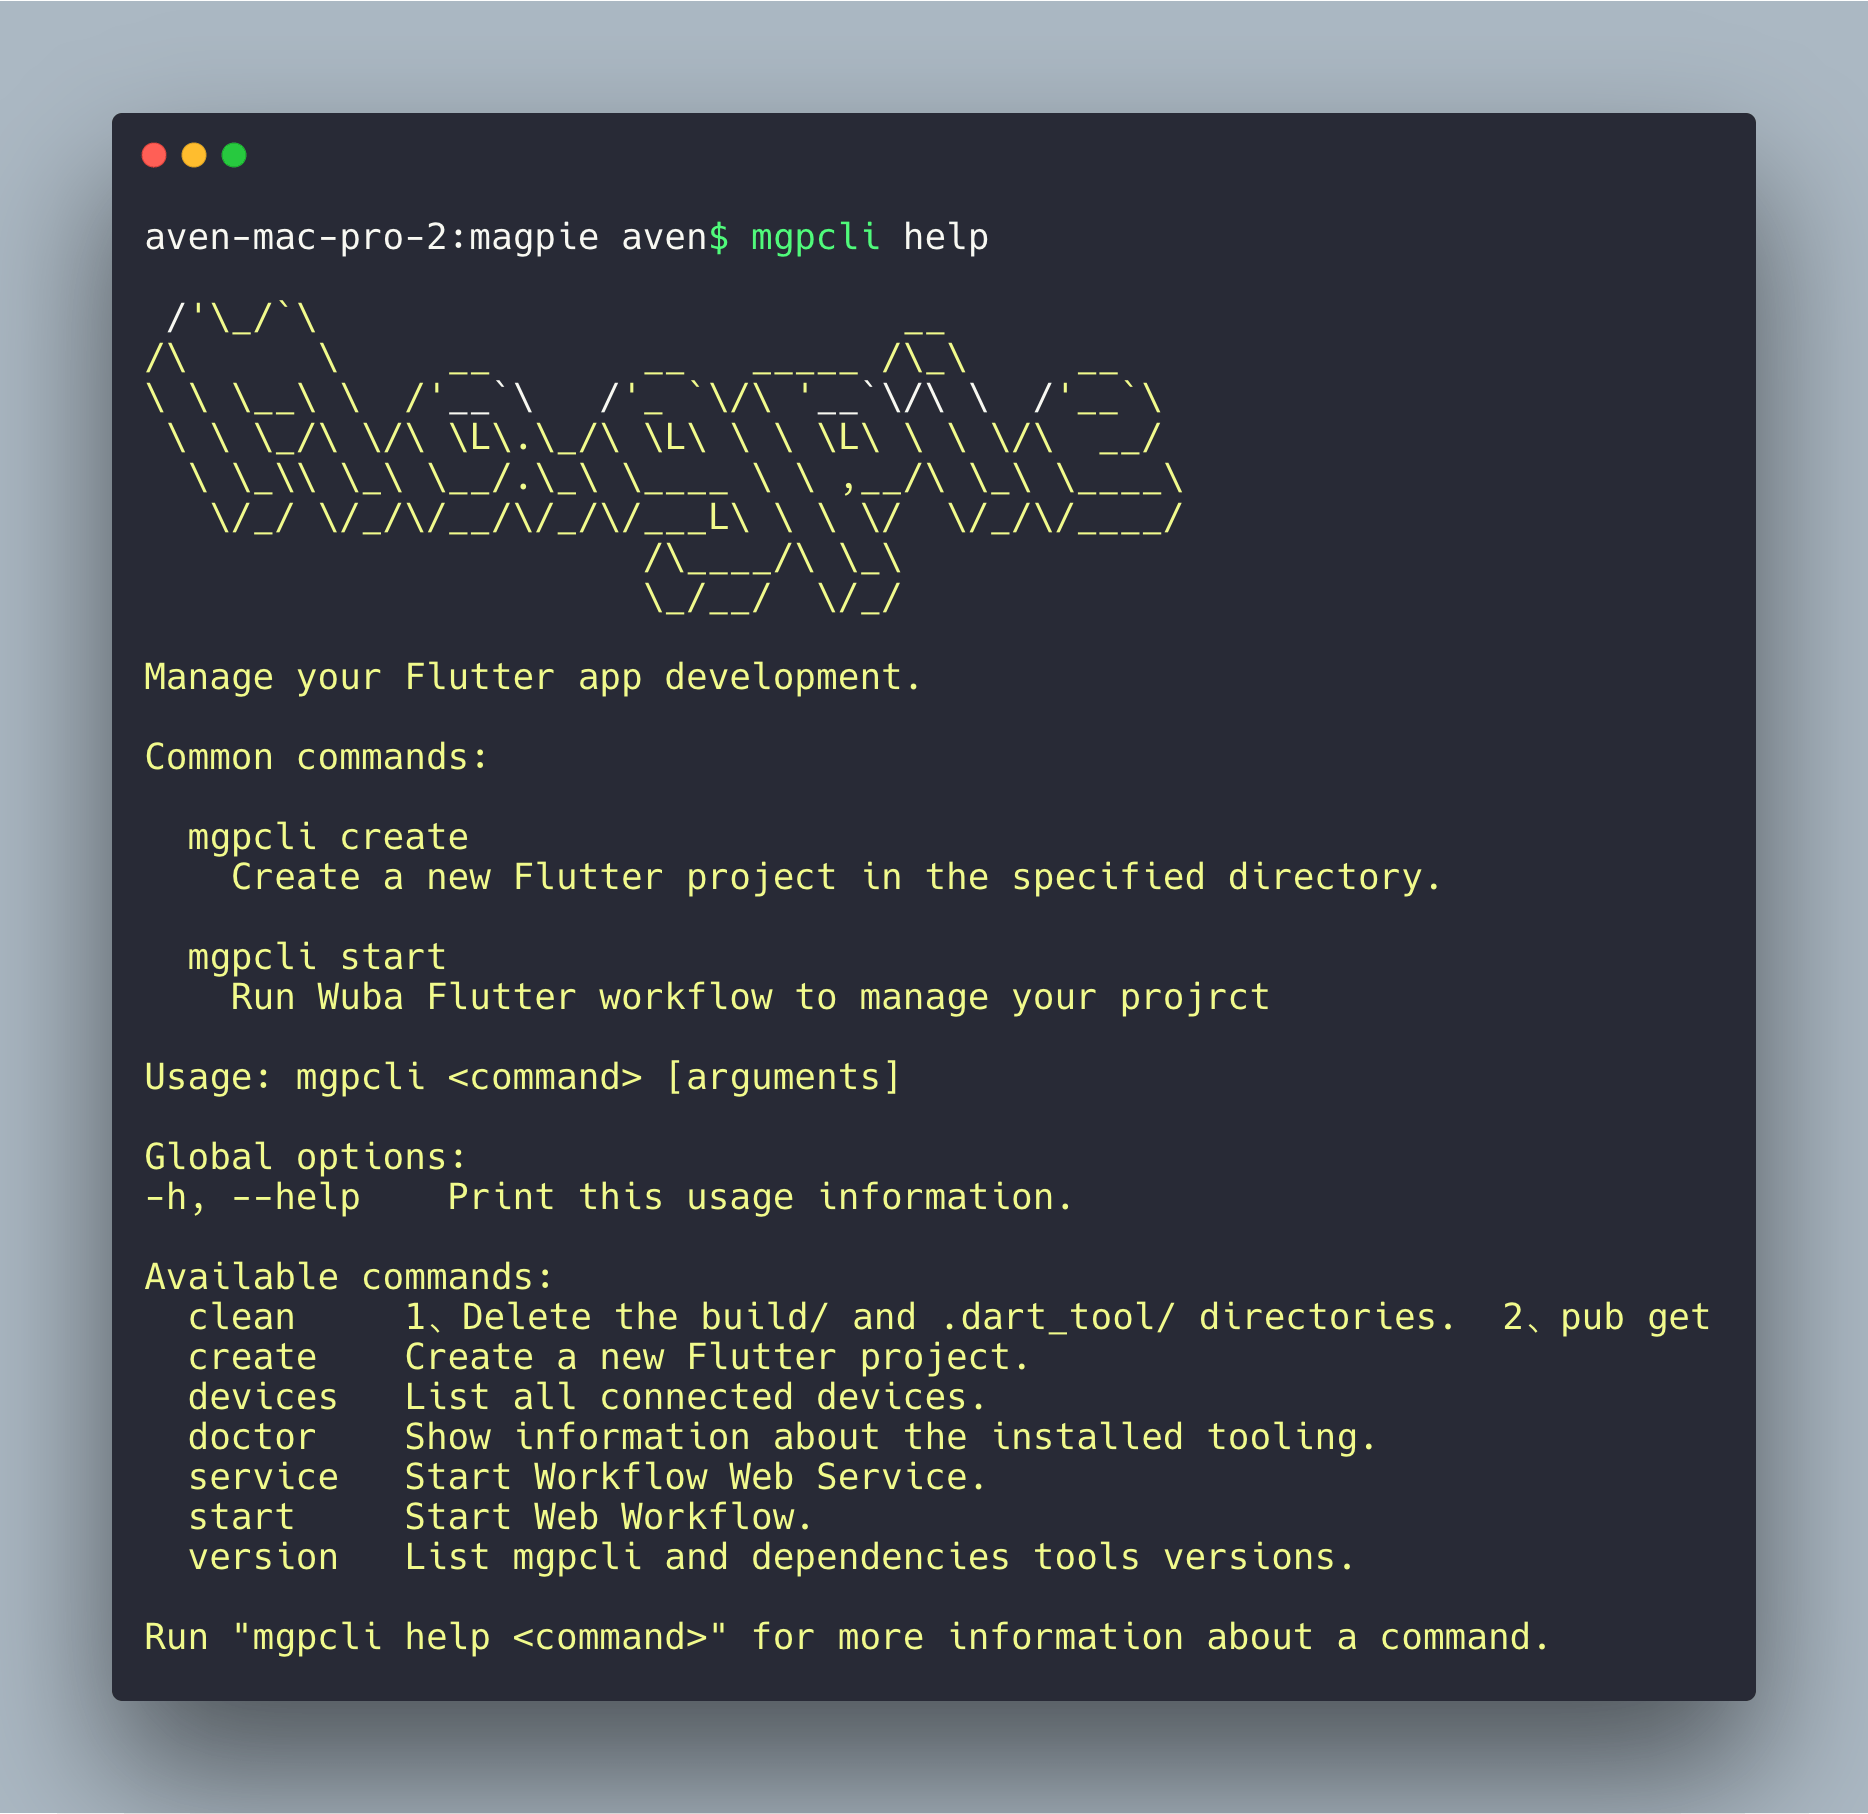 aven-mac-pro-2:magpie aven$ mgpcli help
 /'\_/`\                           __
/\      \     __       __   _____ /\_\     __
\ \ \__\ \  /'__`\   /'_ `\/\ '__`\/\ \  /'__`\
 \ \ \_/\ \/\ \L\.\_/\ \L\ \ \ \L\ \ \ \/\  __/
  \ \_\\ \_\ \__/.\_\ \____ \ \ ,__/\ \_\ \____\
   \/_/ \/_/\/__/\/_/\/___L\ \ \ \/  \/_/\/____/
                       /\____/\ \_\
                       \_/__/  \/_/
Manage your Flutter app development.
Common commands:
  mgpcli create
    Create a new Flutter project in the specified directory.
  mgpcli start
    Run Wuba Flutter workflow to manage your projrct
Usage: mgpcli <command> [arguments]
Global options:
-h, --help    Print this usage information.
Available commands:
  clean     1、Delete the build/ and .dart_tool/ directories.  2、pub get
  create    Create a new Flutter project.
  devices   List all connected devices.
  doctor    Show information about the installed tooling.
  service   Start Workflow Web Service.
  start     Start Web Workflow.
  version   List mgpcli and dependencies tools versions.
Run "mgpcli help <command>" for more information about a command.